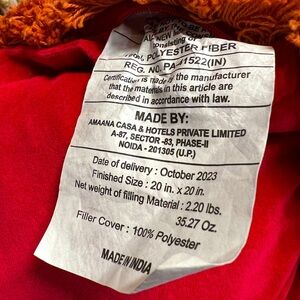 ALL NEW
consisting of
100% POLYESTER FIBER
REG. NO. PA-41522(IN)
Certification is made by the manufacturer
that the materials in this article are
described in accordance with law.
MADE BY:
AMAANA CASA & HOTELS PRIVATE LIMITED
A-87, SECTOR -83, PHASE-II
NOIDA - 201305 (U.P.)
Date of delivery : October 2023
Finished Size : 20 in. x 20 in.
Net weight of filling Material : 2.20 lbs.
35.27 Oz.
Filler Cover : 100% Polyester
MADE IN INDIA